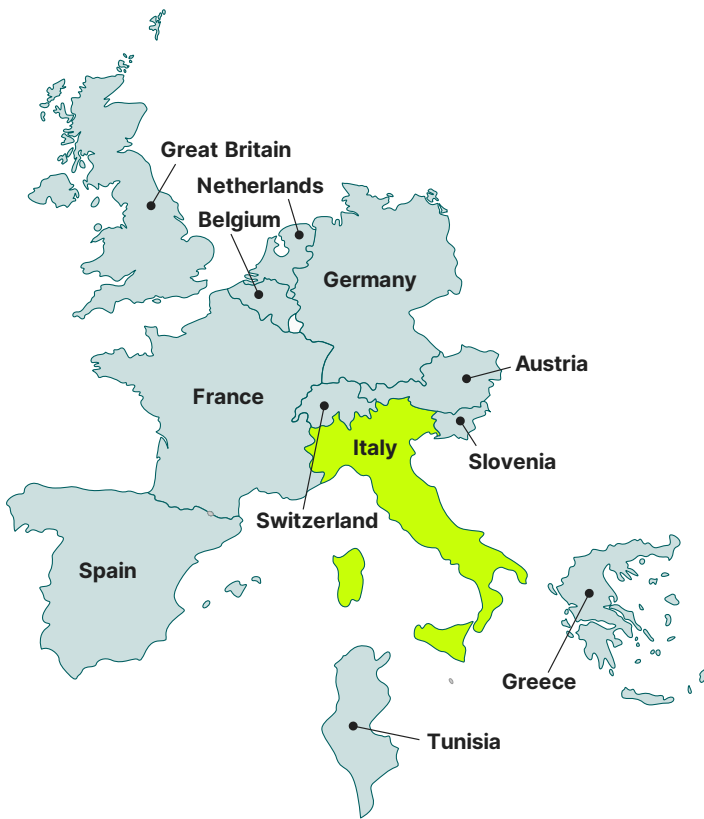 Great Britain
Netherlands
Belgium
Germany
Austria
France
Italy
Slovenia
Switzerland
Spain
Greece
Tunisia